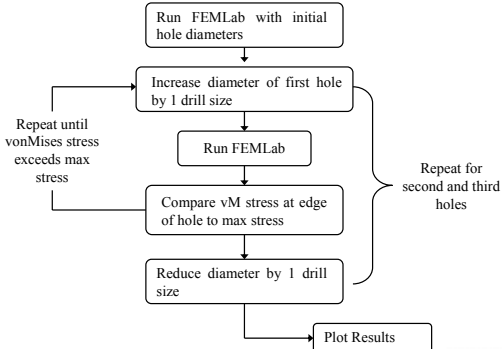 Run FEMLab with initial
hole diameters
Increase diameter of first hole
by 1 drill size
Repeat until
vonMises stress
exceeds max
stress
Run FEMLab
Repeat for
second and third
holes
Compare vM stress at edge
of hole to max stress
Reduce diameter by 1 drill
size
Plot Results